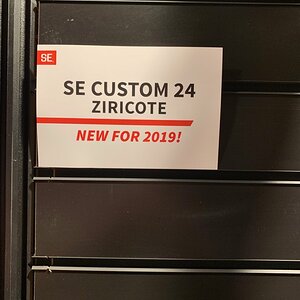 SE.
SE CUSTOM 24
ZIRICOTE
NEW FOR 2019!